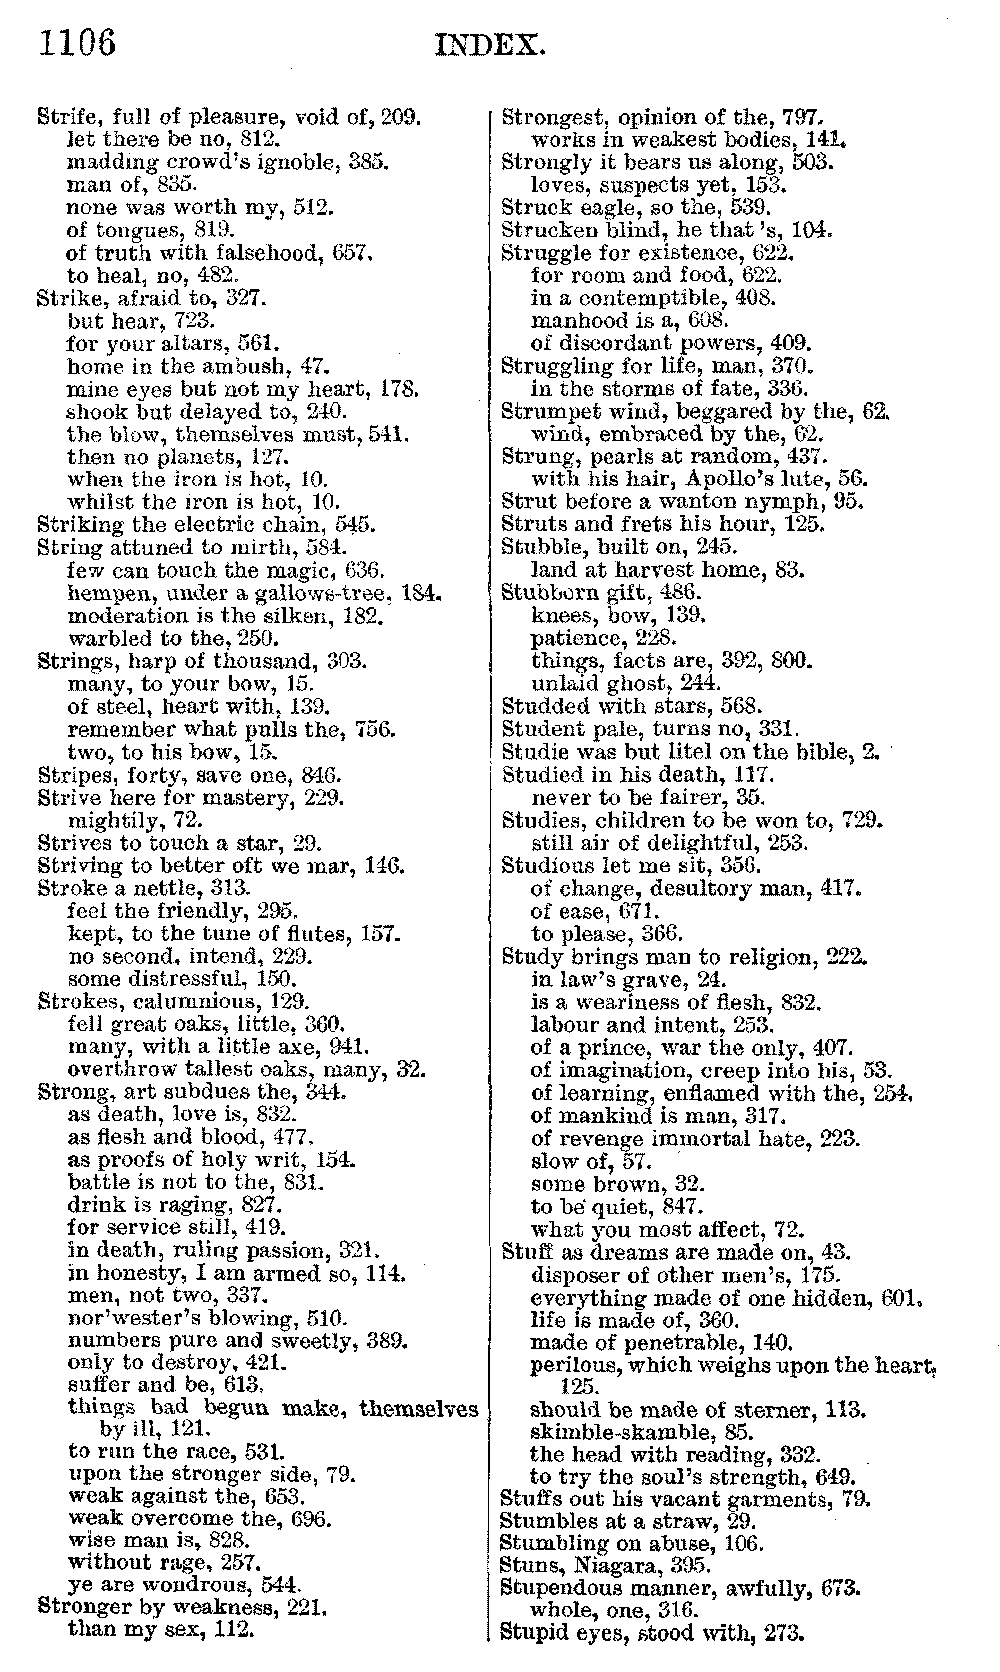 1106
INDEX.
Strife, full of pleasure, void of, 209.
let there be no, 812.
madding crowd's ignoble, 385.
man of, 835.
none was worth my, 512.
of tongues, 819.
of truth with falsehood, 657.
to heal, no, 482.
Strike, afraid to, 327.
but hear, 723.
for your altars, 561.
home in the ambush, 47.
mine eyes but not my heart, 178.
shook but delayed to, 240.
the blow, themselves must, 541.
then no planets, 127.
when the iron is hot, 10.
whilst the iron is hot, 10.
Striking the electric chain, 545.
String attuned to mirth, 584.
few can touch the magic, 636.
hempen, under a gallows-tree, 184.
moderation is the silken, 182.
warbled to the, 250.
Strings, harp of thousand, 303.
many, to your bow, 15.
of steel, heart with, 139.
remember what pulls the, 756.
two, to his bow, 15.
Stripes, forty, save one, 846.
Strive here for mastery, 229.
mightily, 72.
Strives to touch a star, 29.
Striving to better oft we mar, 146.
Stroke a nettle, 313.
feel the friendly, 295.
kept, to the tune of flutes, 157.
no second, intend, 229.
some distressful, 150.
Strokes, calumnious, 129.
fell great oaks, little, 360.
many, with a little axe, 941.
overthrow tallest oaks, many, 32.
Strong, art subdues the, 344.
as death, love is, 832.
as flesh and blood, 477.
as proofs of holy writ, 154.
battle is not to the, 831.
drink is raging, 827.
for service still, 419.
in death, ruling passion, 321.
in honesty, I am armed so, 114.
men, not two, 337.
nor'wester's blowing, 510.
numbers pure and sweetly, 389.
only to destroy, 421.
suffer and be, 613.
things bad begun make, themselves
by ill, 121.
to run the race, 531.
upon the stronger side, 79.
weak against the, 653.
weak overcome the, 696.
wise man is, 828.
without rage, 257.
ye are wondrous, 544.
Stronger by weakness, 221.
than my sex, 112.
Strongest, opinion of the, 797.
works in weakest bodies, 141.
Strongly it bears us along, 503.
loves, suspects yet, 153.
Struck eagle, so the, 539.
Strucken blind, he that 's, 104.
Struggle for existence, 622.
for room and food, 622.
in a contemptible, 408.
manhood is a, 608.
of discordant powers, 409.
Struggling for life, man, 370.
in the storms of fate, 336.
Strumpet wind, beggared by the, 62.
wind, embraced by the, 62.
Strung, pearls at random, 437.
with his hair, Apollo's lute, 56.
Strut before a wanton nymph, 95.
Struts and frets his hour, 125.
Stubble, built on, 245.
land at harvest home, 83.
Stubborn gift, 486.
knees, bow, 139.
patience, 228.
things, facts are, 392, 800.
unlaid ghost, 244.
Studded with stars, 568.
Student pale, turns no, 331.
Studie was but litel on the bible, 2.
Studied in his death, 117.
never to be fairer, 35.
Studies, children to be won to, 729.
still air of delightful, 253.
Studious let me sit, 356.
of change, desultory man, 417.
of ease, 671.
to please, 366.
Study brings man to religion, 222.
in law's grave, 24.
is a weariness of flesh, 832.
labour and intent, 253.
of a prince, war the only, 407.
of imagination, creep into his, 53.
of learning, enflamed with the, 254.
of mankind is man, 317.
of revenge immortal hate, 223.
slow of, 57.
some brown, 32.
to be quiet, 847.
what you most affect, 72.
Stuff as dreams are made on, 43.
disposer of other men's, 175.
everything made of one hidden, 601.
life is made of, 360.
made of penetrable, 140.
perilous, which weighs upon the heart,
125.
should be made of sterner, 113.
skimble-skamble, 85.
the head with reading, 332.
to try the soul's strength, 649.
Stuffs out his vacant garments, 79.
Stumbles at a straw, 29.
Stumbling on abuse, 106.
Stuns, Niagara, 395.
Stupendous manner, awfully, 673.
whole, one, 316.
Stupid eyes, stood with, 273.